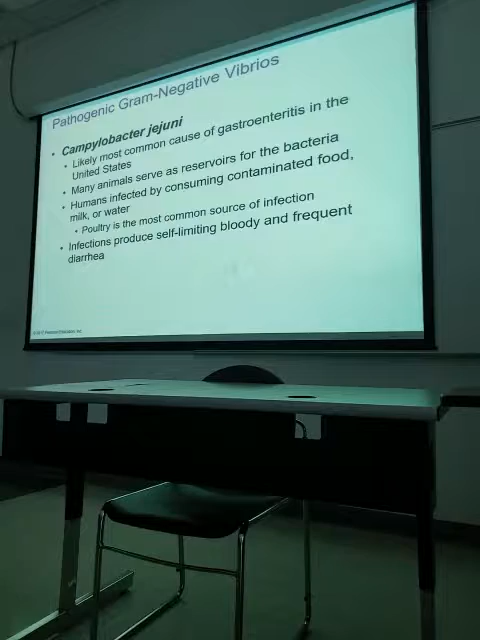 Pathogenic Gram-Negative Vibrios
• Campylobacter jejuni
• Likely most common cause of gastroenteritis in the
United States
• Many animals serve as reservoirs for the bacteria
• Humans infected by consuming contaminated food,
milk, or water
• Poultry is the most common source of infection
• Infections produce self-limiting bloody and frequent
diarrhea